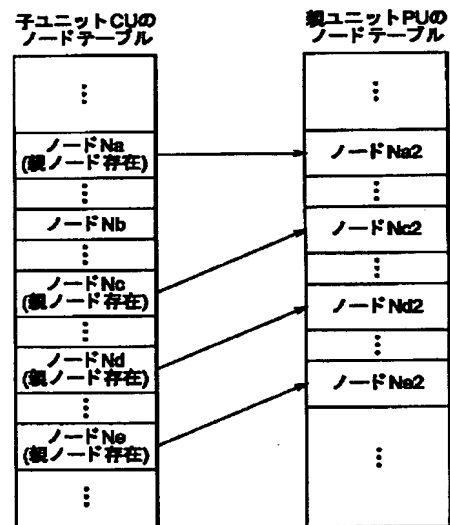 子ユニットCUの
ノードテーブル
⋮
ノードNa
(親ノード存在)
⋮
ノードNb
⋮
ノードNc
(親ノード存在)
⋮
ノードNd
(親ノード存在)
⋮
ノードNe
(親ノード存在)
⋮
親ユニットPUの
ノードテーブル
⋮
ノードNa2
⋮
ノードNc2
⋮
ノードNd2
⋮
ノードNe2
⋮